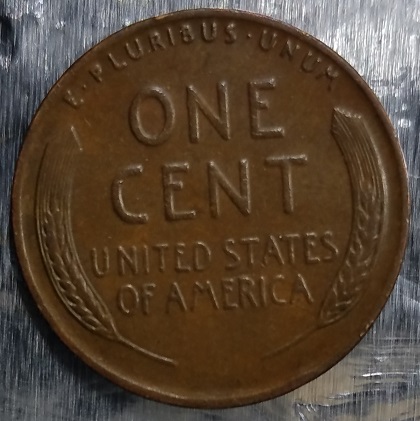 E·PLURIBUS·UNUM
ONE
CENT
UNITED STATES
OF AMERICA